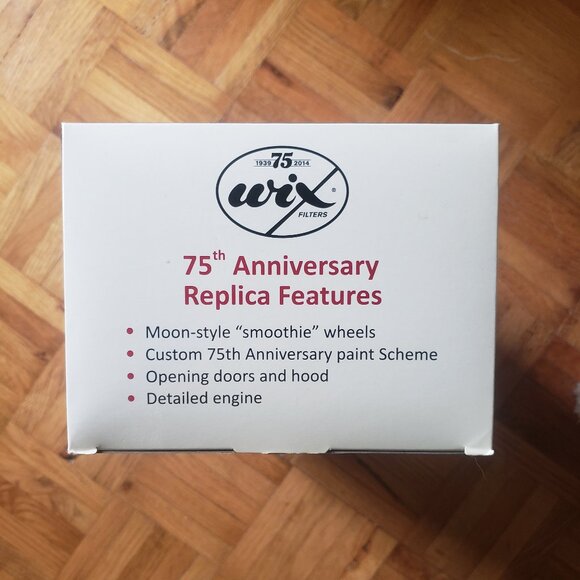 1939 75 2014
wix®
FILTERS
75th Anniversary
Replica Features
• Moon-style “smoothie” wheels
• Custom 75th Anniversary paint Scheme
• Opening doors and hood
• Detailed engine